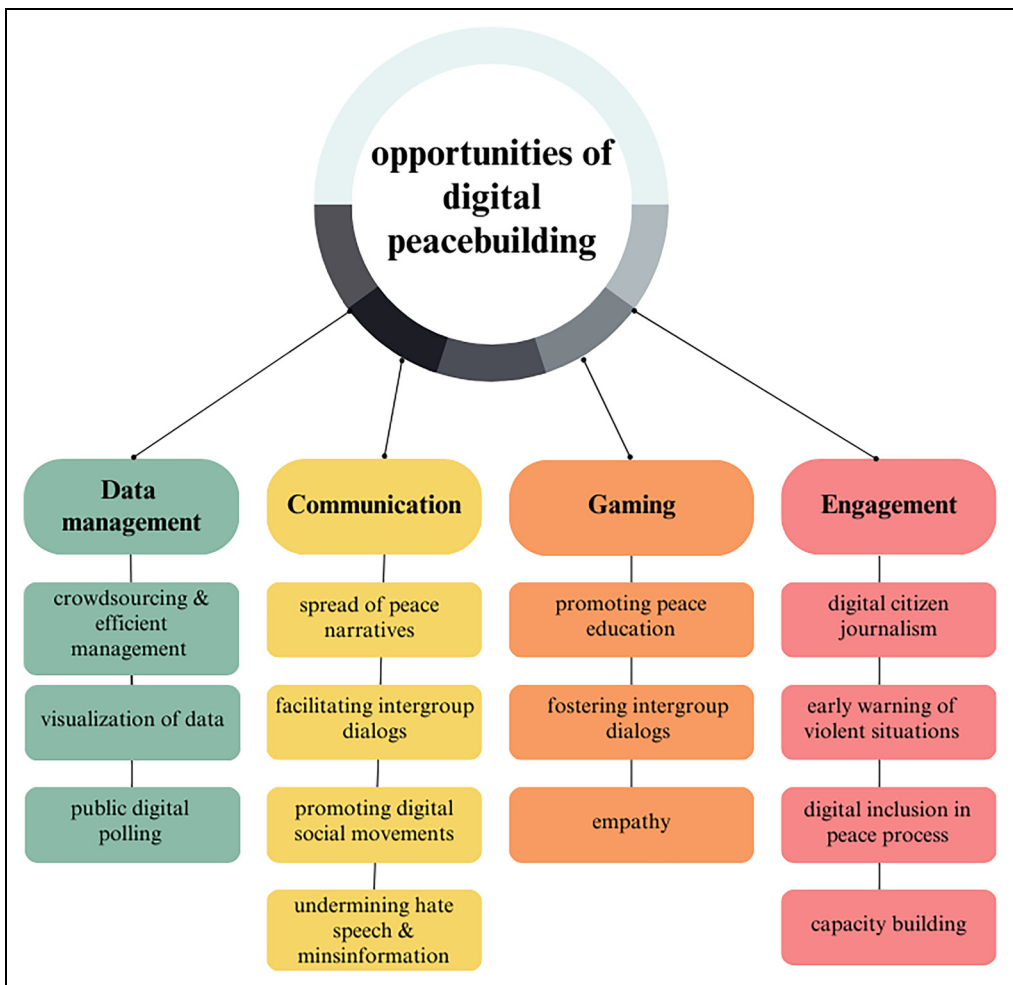 opportunities of
digital
peacebuilding
Data
management
crowdsourcing &
efficient
management
visualization of data
public digital
polling
Communication
spread of peace
narratives
facilitating intergroup
dialogs
promoting digital
social movements
undermining hate
speech &
minsinformation
Gaming
promoting peace
education
fostering intergroup
dialogs
empathy
Engagement
digital citizen
journalism
early warning of
violent situations
digital inclusion in
peace process
capacity building